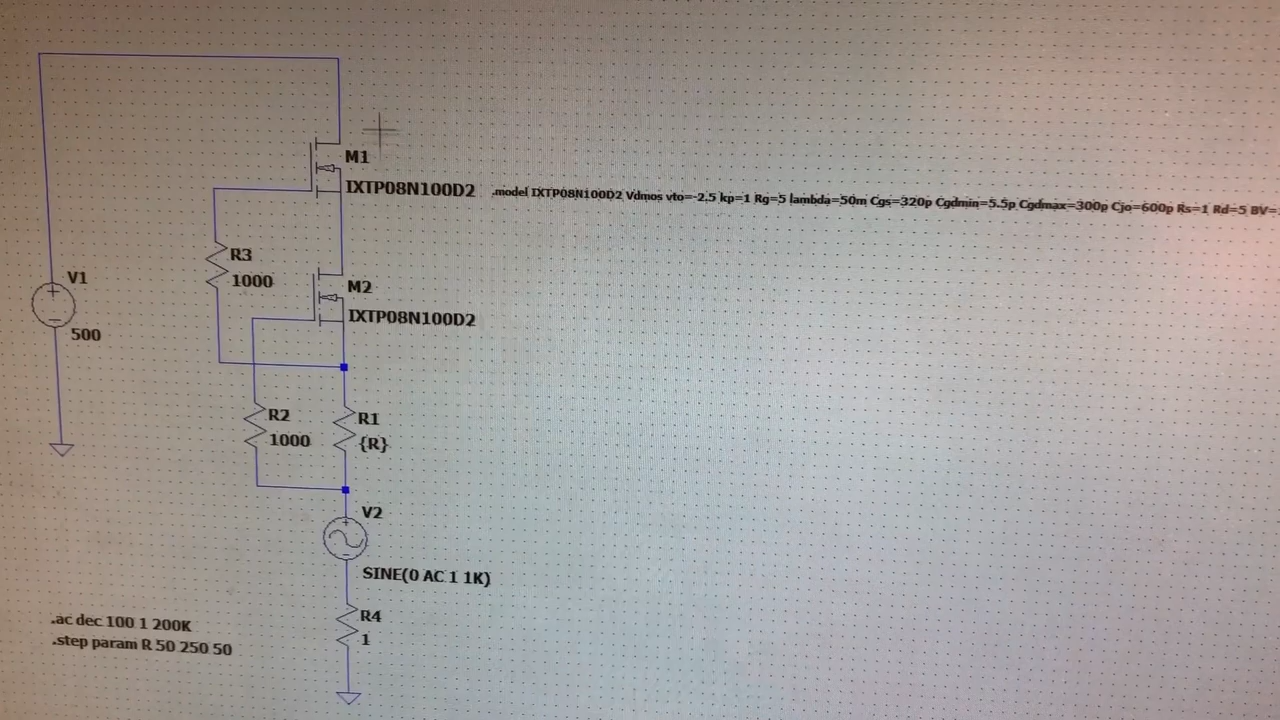 M1
IXTP08N100D2
.model IXTP08N100D2 Vdmos vto=-2.5 kp=1 Rg=5 lambda=50m Cgs=320p Cgdmin=5.5p Cgdmax=300p Cjo=600p Rs=1 Rd=5 BV=
R3
1000
V1
500
M2
IXTP08N100D2
R2
1000
R1
{R}
V2
SINE(0 AC 1 1K)
R4
1
.ac dec 100 1 200K
.step param R 50 250 50